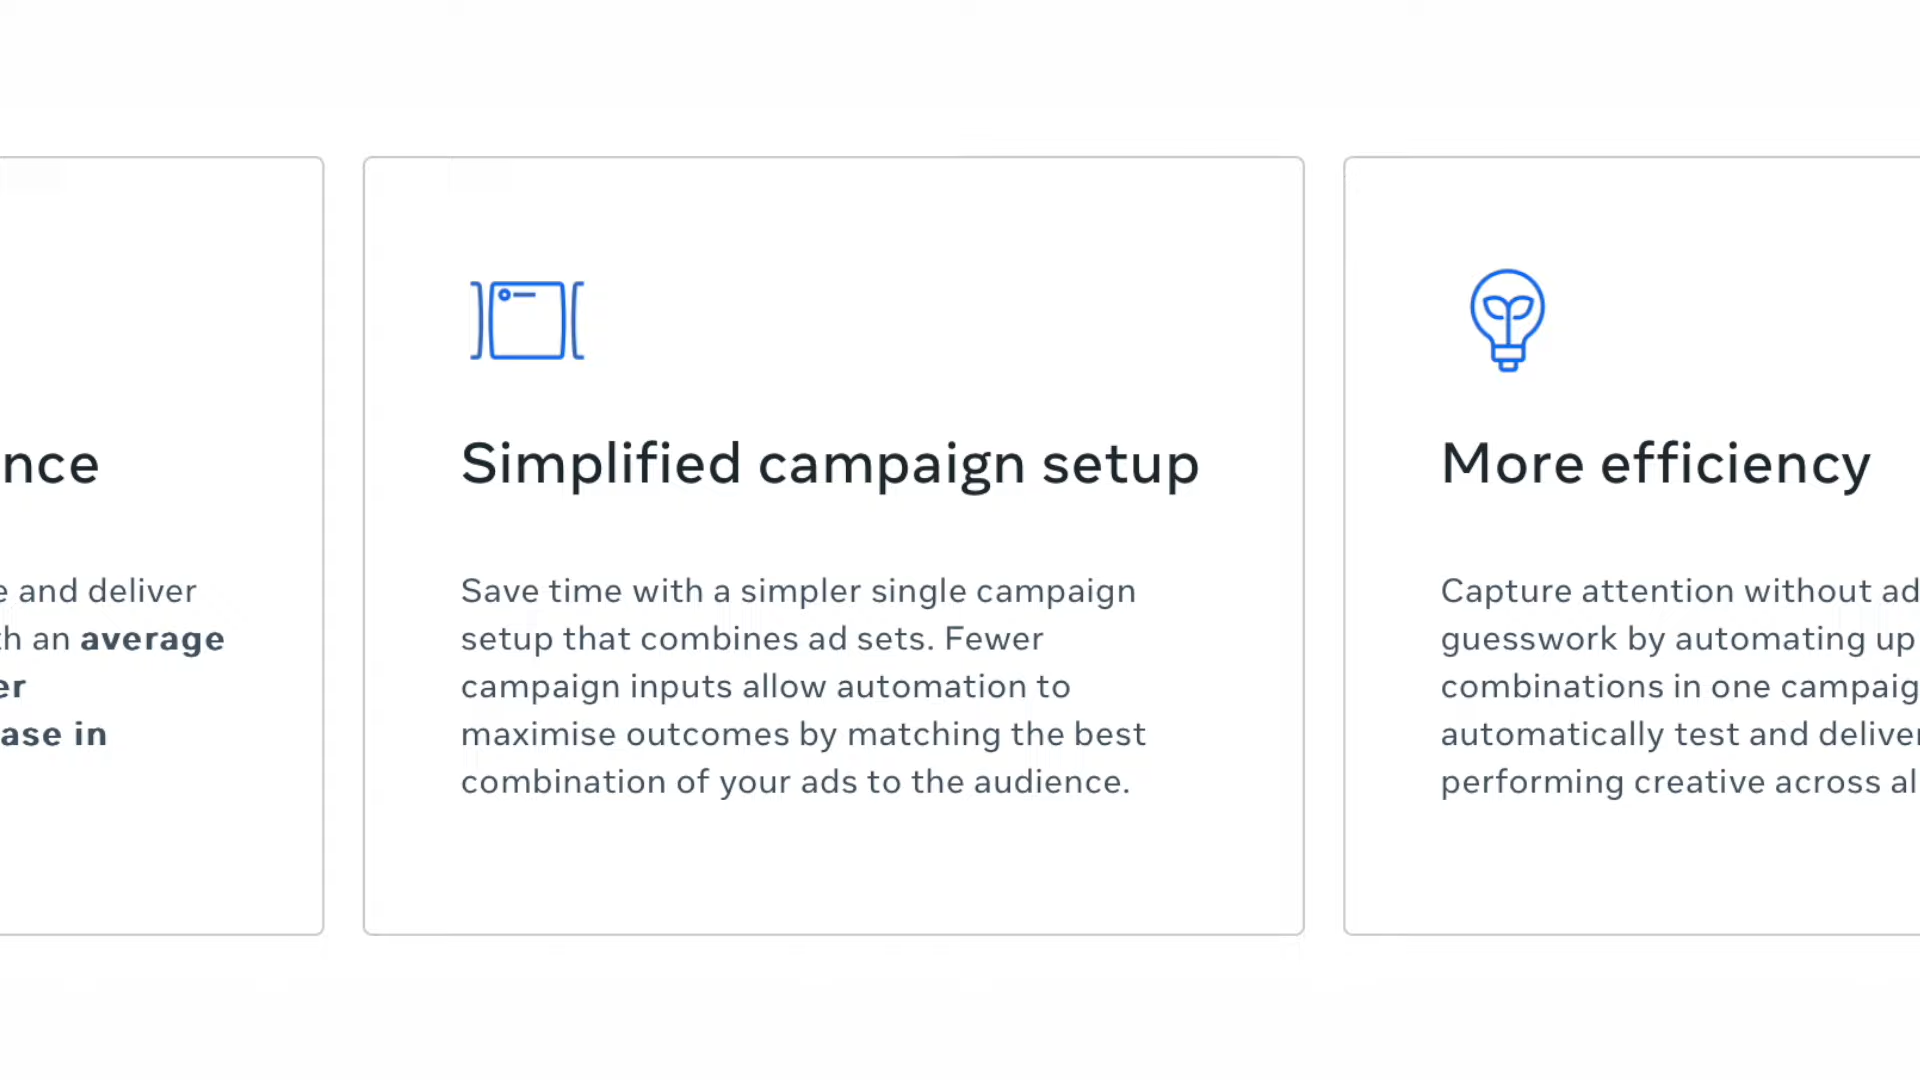 nce
e and deliver
an average
er
ase in
Simplified campaign setup
Save time with a simpler single campaign
setup that combines ad sets. Fewer
campaign inputs allow automation to
maximise outcomes by matching the best
combination of your ads to the audience.
More efficiency
Capture attention without ad
guesswork by automating up
combinations in one campaig
automatically test and deliver
performing creative across al